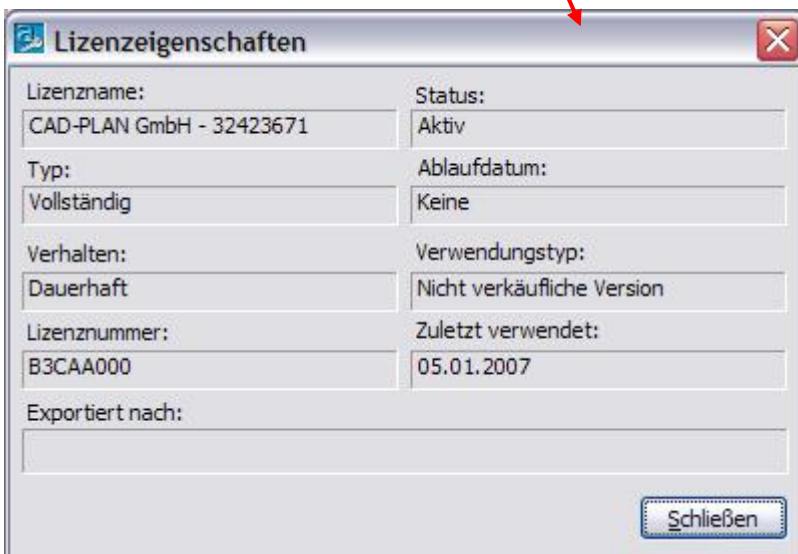 Lizenzeigenschaften
Lizenzname:
CAD-PLAN GmbH - 32423671
Status:
Aktiv
Typ:
Vollständig
Ablaufdatum:
Keine
Verhalten:
Dauerhaft
Verwendungstyp:
Nicht verkäufliche Version
Lizenznummer:
B3CAA000
Zuletzt verwendet:
05.01.2007
Exportiert nach:
Schließen